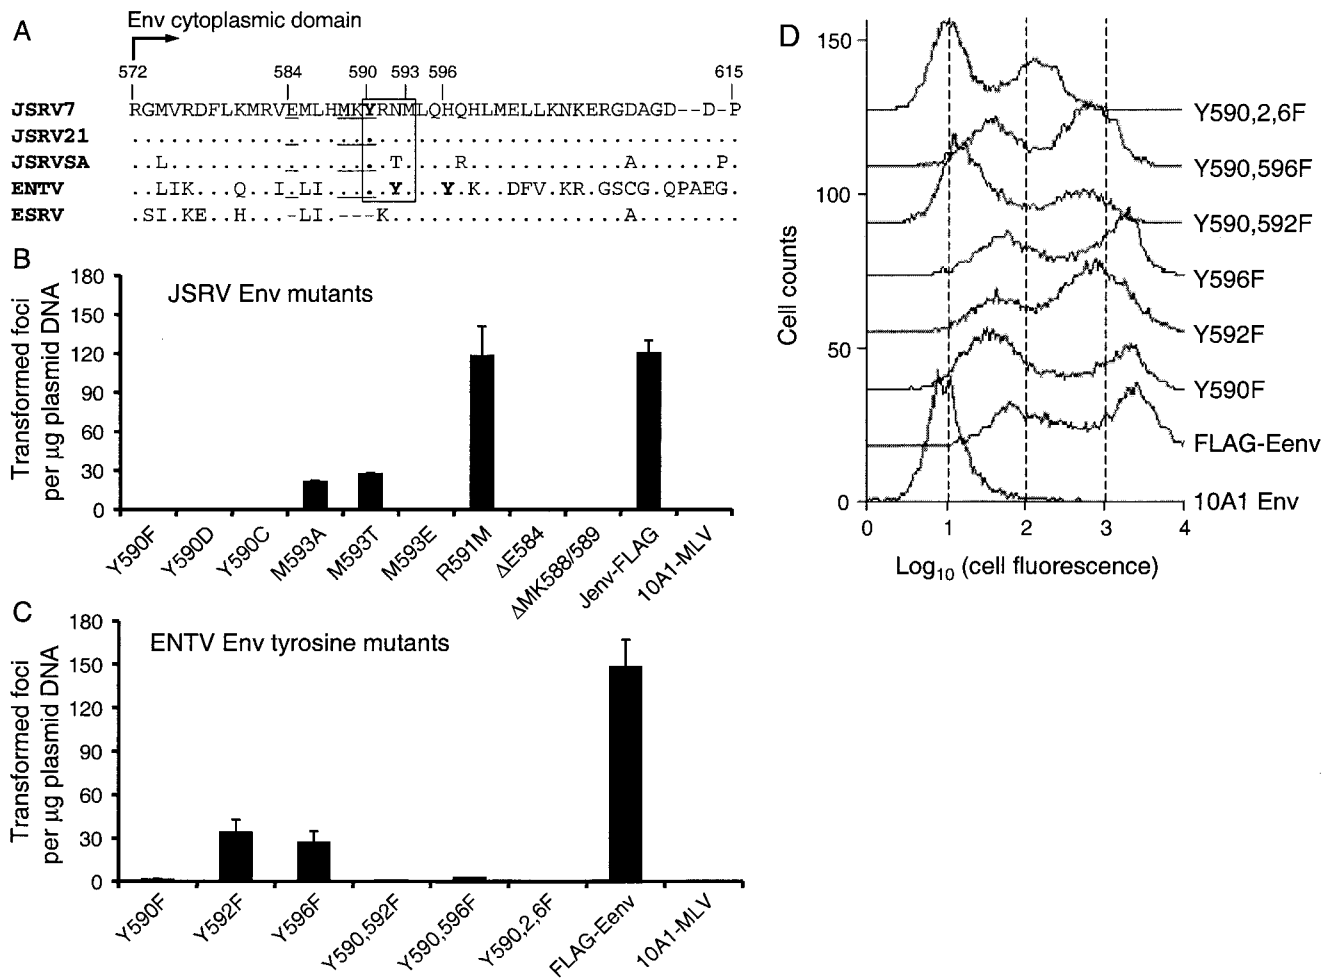 A
Env cytoplasmic domain
572 584 590 593 596 615
JSRV7 RGMVRDFLKMRVEMLHMKYRNMLQHQHLMELLKNKERGDAGD--D-P
JSRV21 ...............................................
JSRVSA ..L...........T...R............A......P.
ENTV ..LIK..Q..I.LI....Y...Y.K..DFV.KR.GSCG.QPAEG.
ESRV .SI.KE..H...-LI..---K....................A........
B
JSRV Env mutants
Transformed foci
per µg plasmid DNA
180
150
120
90
60
30
0
Y590F Y590D Y590C M593A M593T M593E R591M ΔE584 ΔMK588/589 Jenv-FLAG 10A1-MLV
C
ENTV Env tyrosine mutants
Transformed foci
per µg plasmid DNA
180
150
120
90
60
30
0
Y590F Y592F Y596F Y590,592F Y590,596F Y590,2,6F FLAG-Eenv 10A1-MLV
D
Cell counts
150
100
50
0
Y590,2,6F
Y590,596F
Y590,592F
Y596F
Y592F
Y590F
FLAG-Eenv
10A1 Env
0 1 2 3 4
Log10 (cell fluorescence)